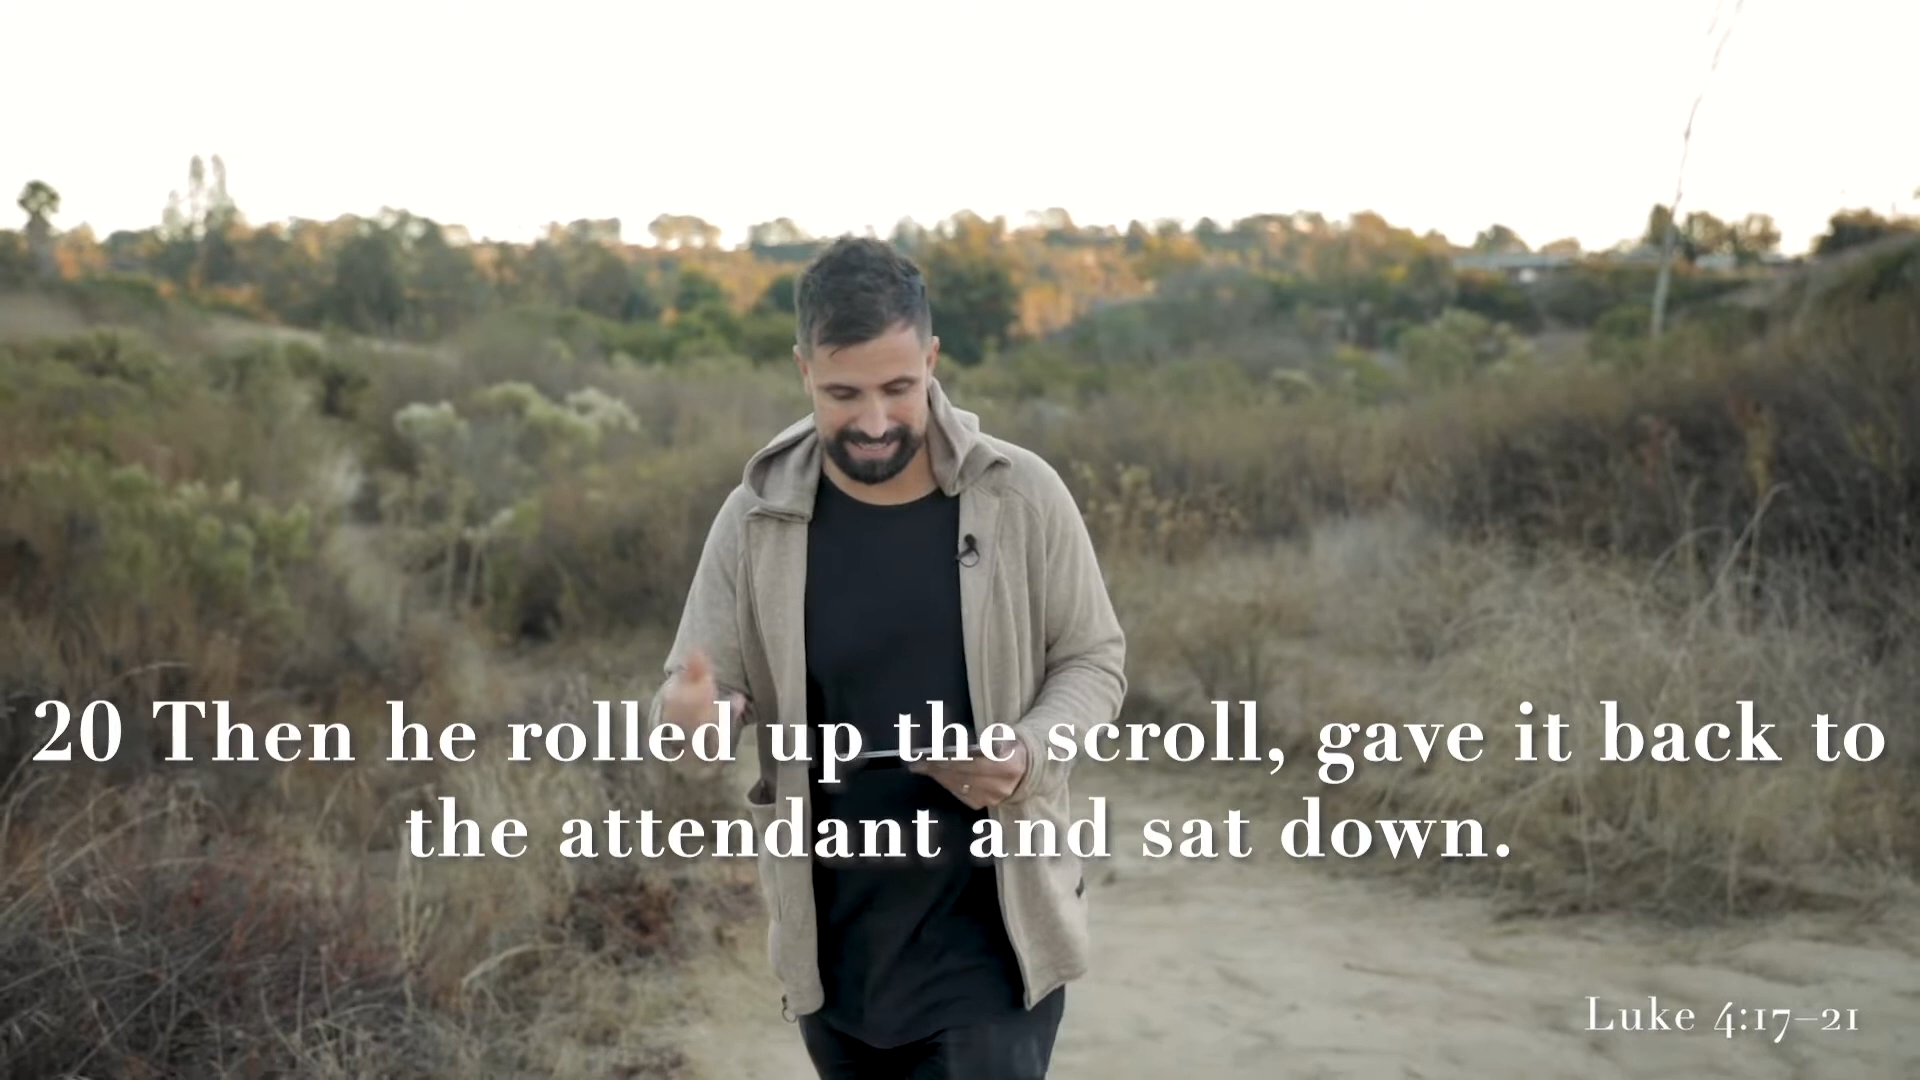 20 Then he rolled up the scroll, gave it back to
the attendant and sat down.
Luke 4:17–21